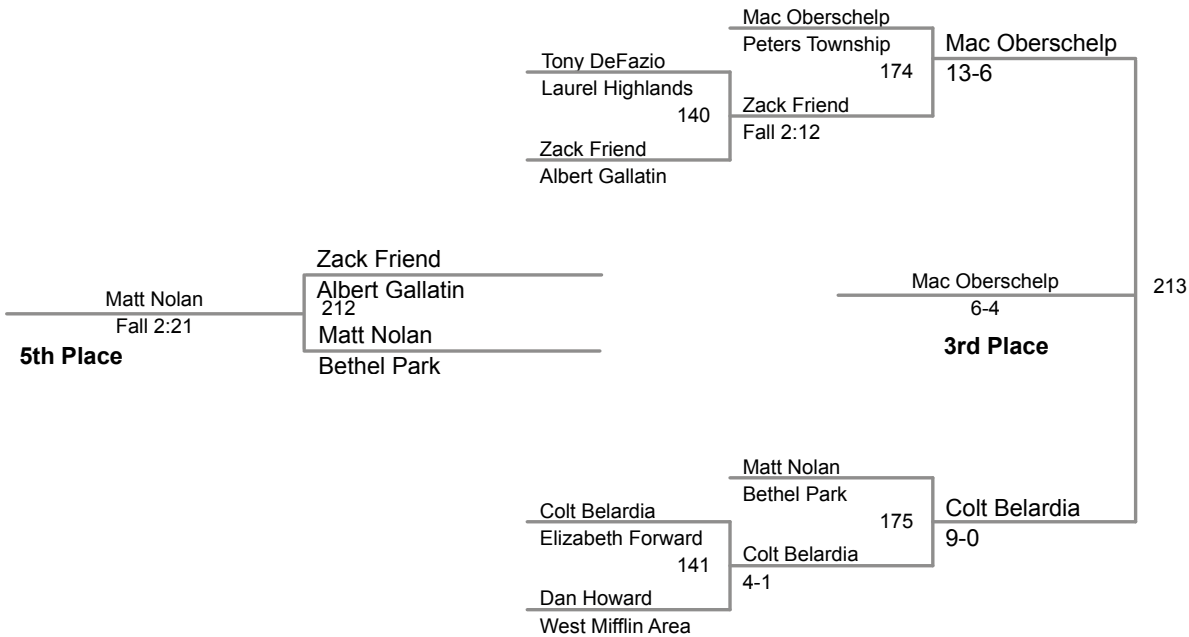 Mac Oberschelp
Peters Township
174
Mac Oberschelp
13-6
Tony DeFazio
Laurel Highlands
140
Zack Friend
Fall 2:12
Zack Friend
Albert Gallatin
Zack Friend
Albert Gallatin
212
Matt Nolan
Bethel Park
Matt Nolan
Fall 2:21
5th Place
Mac Oberschelp
6-4
3rd Place
213
Matt Nolan
Bethel Park
175
Colt Belardia
9-0
Colt Belardia
Elizabeth Forward
141
Colt Belardia
4-1
Dan Howard
West Mifflin Area